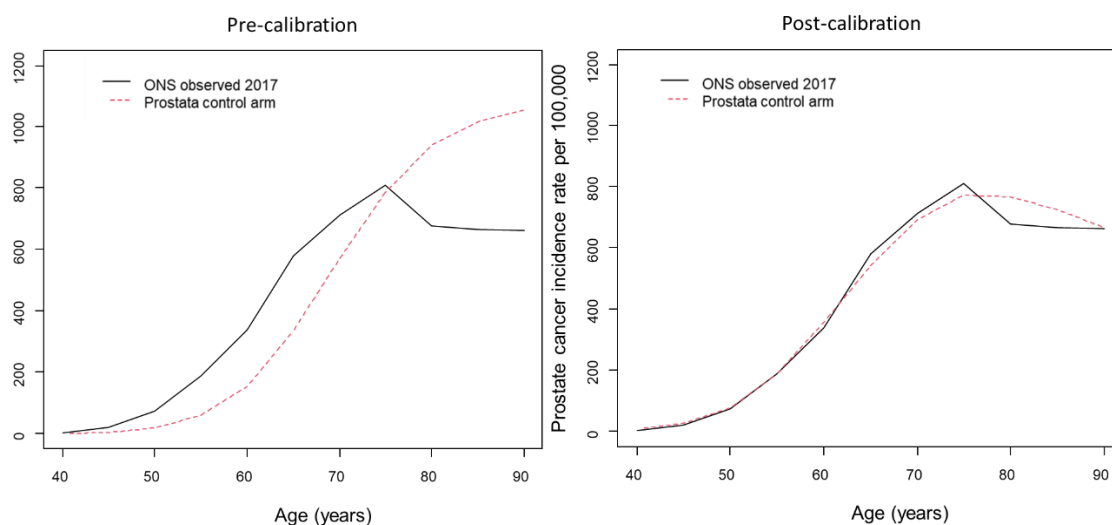 Pre-calibration
1200
1000
800
600
400
200
0
ONS observed 2017
Prostata control arm
40 50 60 70 80 90
Age (years)
Post-calibration
Prostate cancer incidence rate per 100,000
1200
1000
800
600
400
200
0
ONS observed 2017
Prostata control arm
40 50 60 70 80 90
Age (years)